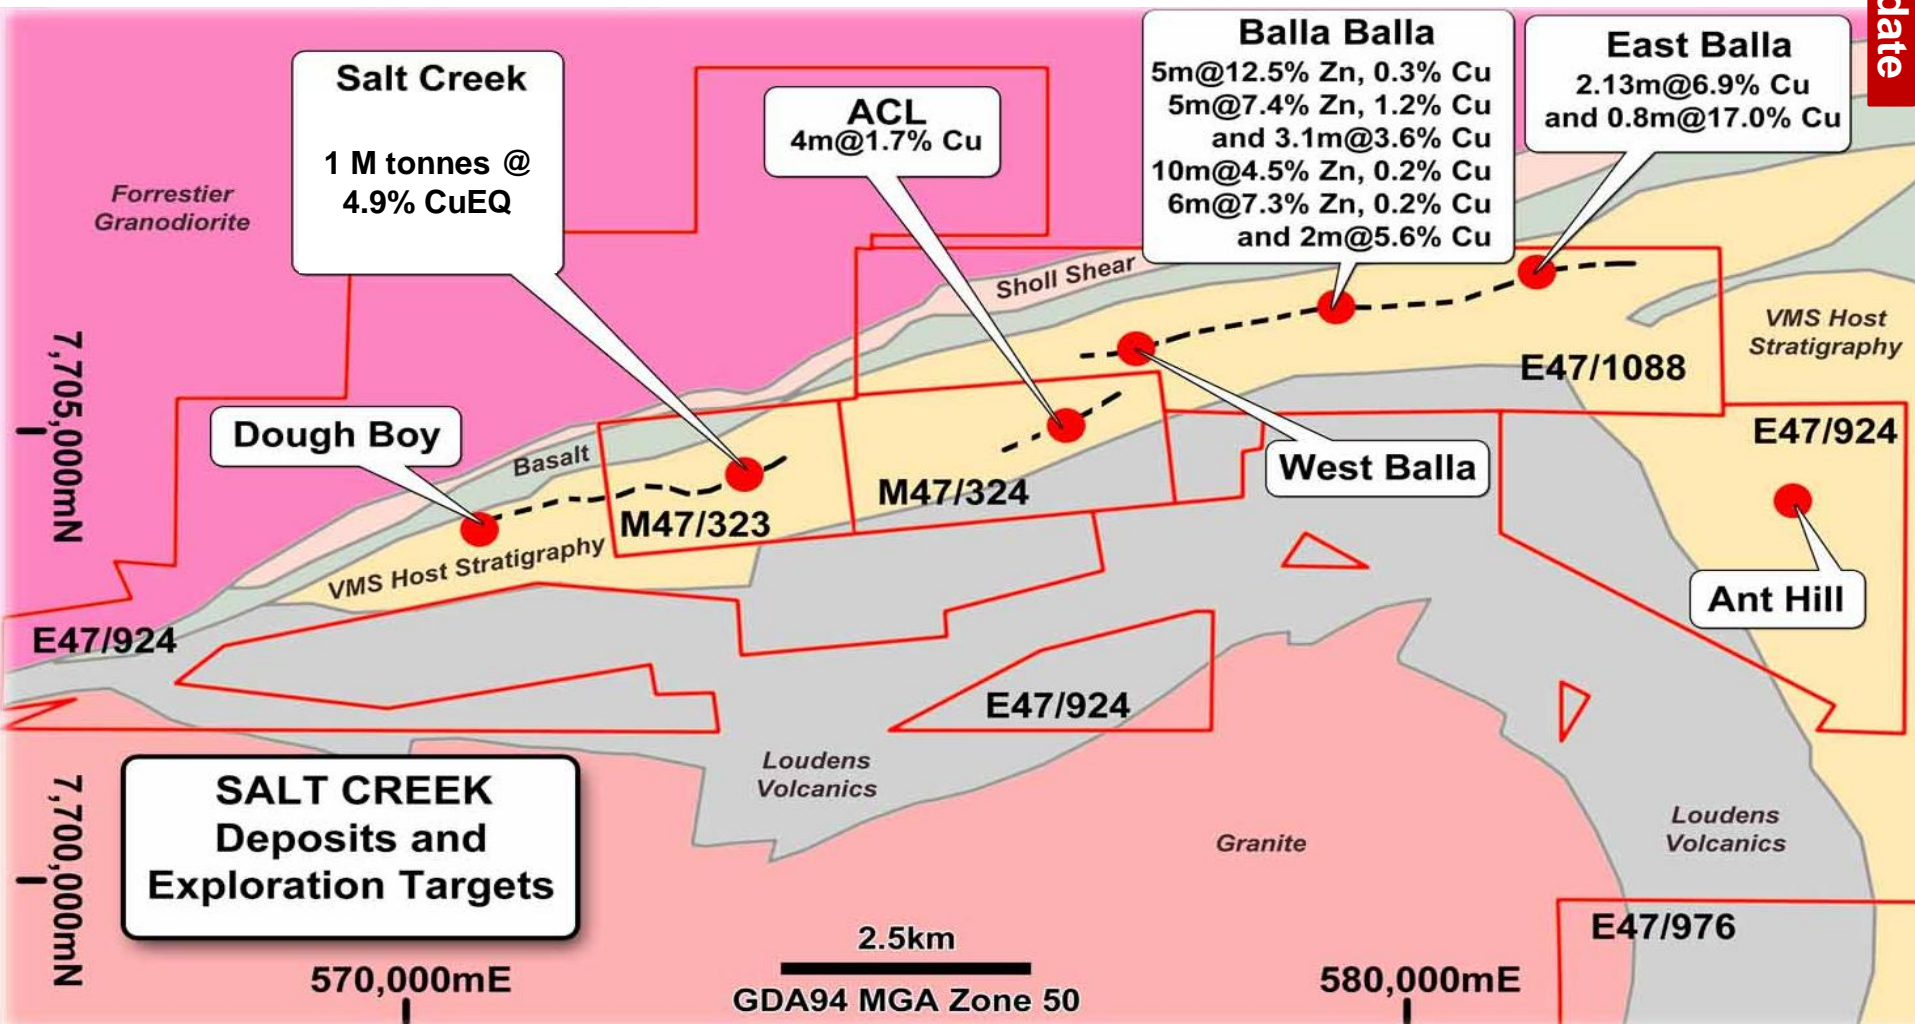 date
Salt Creek
1 M tonnes @
4.9% CuEQ
ACL
4m@1.7% Cu
Balla Balla
5m@12.5% Zn, 0.3% Cu
5m@7.4% Zn, 1.2% Cu
and 3.1m@3.6% Cu
10m@4.5% Zn, 0.2% Cu
6m@7.3% Zn, 0.2% Cu
and 2m@5.6% Cu
East Balla
2.13m@6.9% Cu
and 0.8m@17.0% Cu
Forrestier
Granodiorite
Sholl Shear
VMS Host
Stratigraphy
E47/1088
7,705,000mN
Dough Boy
Basalt
West Balla
E47/924
M47/323
M47/324
VMS Host Stratigraphy
Ant Hill
E47/924
E47/924
Loudens
Volcanics
SALT CREEK
Deposits and
Exploration Targets
7,700,000mN
Granite
Loudens
Volcanics
E47/976
2.5km
570,000mE
580,000mE
GDA94 MGA Zone 50